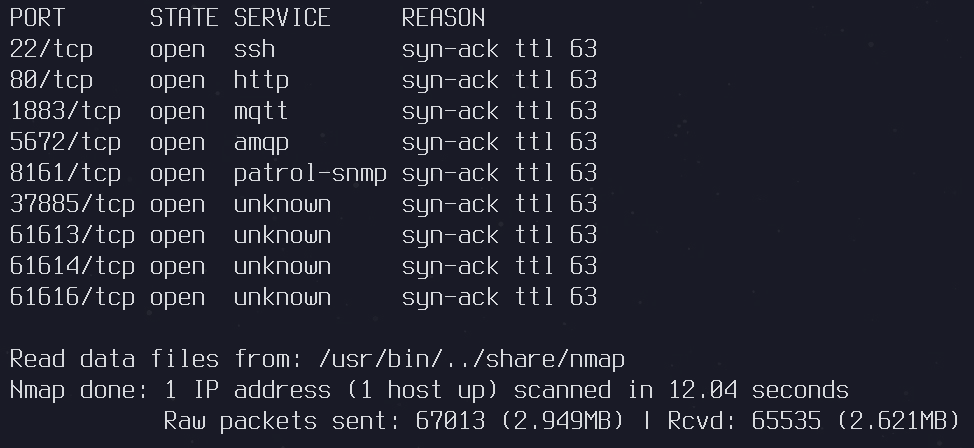 PORT      STATE SERVICE     REASON
22/tcp    open  ssh         syn-ack ttl 63
80/tcp    open  http        syn-ack ttl 63
1883/tcp  open  mqtt        syn-ack ttl 63
5672/tcp  open  amqp        syn-ack ttl 63
8161/tcp  open  patrol-snmp syn-ack ttl 63
37885/tcp open  unknown     syn-ack ttl 63
61613/tcp open  unknown     syn-ack ttl 63
61614/tcp open  unknown     syn-ack ttl 63
61616/tcp open  unknown     syn-ack ttl 63
Read data files from: /usr/bin/../share/nmap
Nmap done: 1 IP address (1 host up) scanned in 12.04 seconds
           Raw packets sent: 67013 (2.949MB) | Rcvd: 65535 (2.621MB)